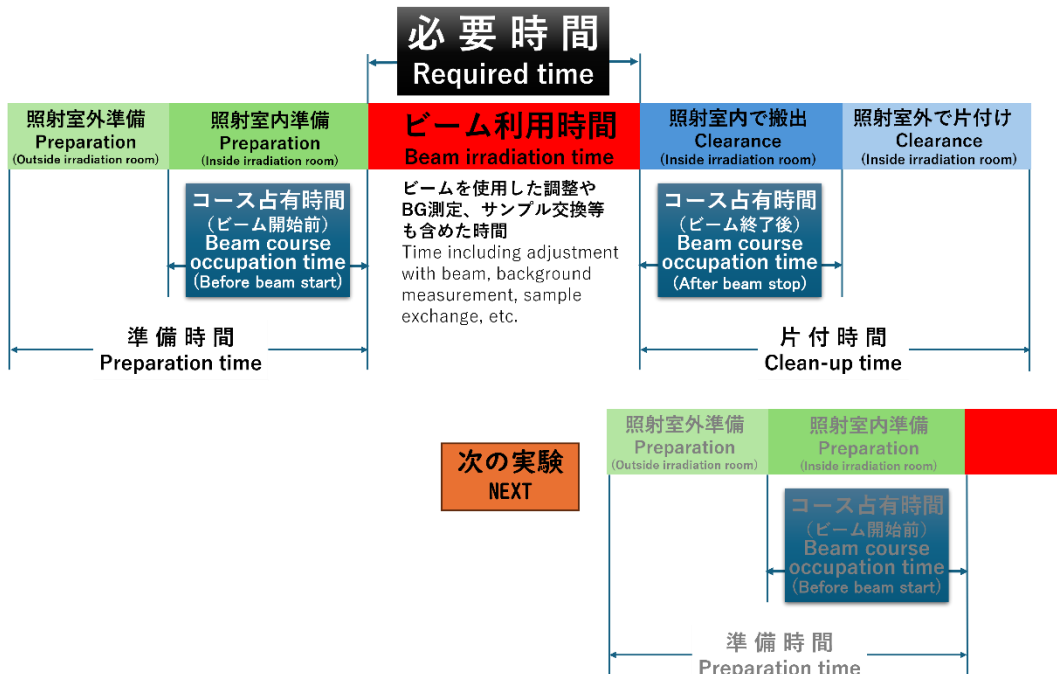 必要時間
Required time
照射室外準備
Preparation
(Outside irradiation room)
照射室内準備
Preparation
(Inside irradiation room)
ビーム利用時間
Beam irradiation time
照射室内で搬出
Clearance
(Inside irradiation room)
照射室外で片付け
Clearance
(Inside irradiation room)
コース占有時間
（ビーム開始前）
Beam course
occupation time
(Before beam start)
ビームを使用した調整や
BG測定、サンプル交換等
も含めた時間
Time including adjustment
with beam, background
measurement, sample
exchange, etc.
コース占有時間
（ビーム終了後）
Beam course
occupation time
(After beam stop)
準備時間
Preparation time
片付時間
Clean-up time
次の実験
NEXT
照射室外準備
Preparation
(Outside irradiation room)
照射室内準備
Preparation
(Inside irradiation room)
コース占有時間
（ビーム開始前）
Beam course
occupation time
(Before beam start)
準備時間
Preparation time